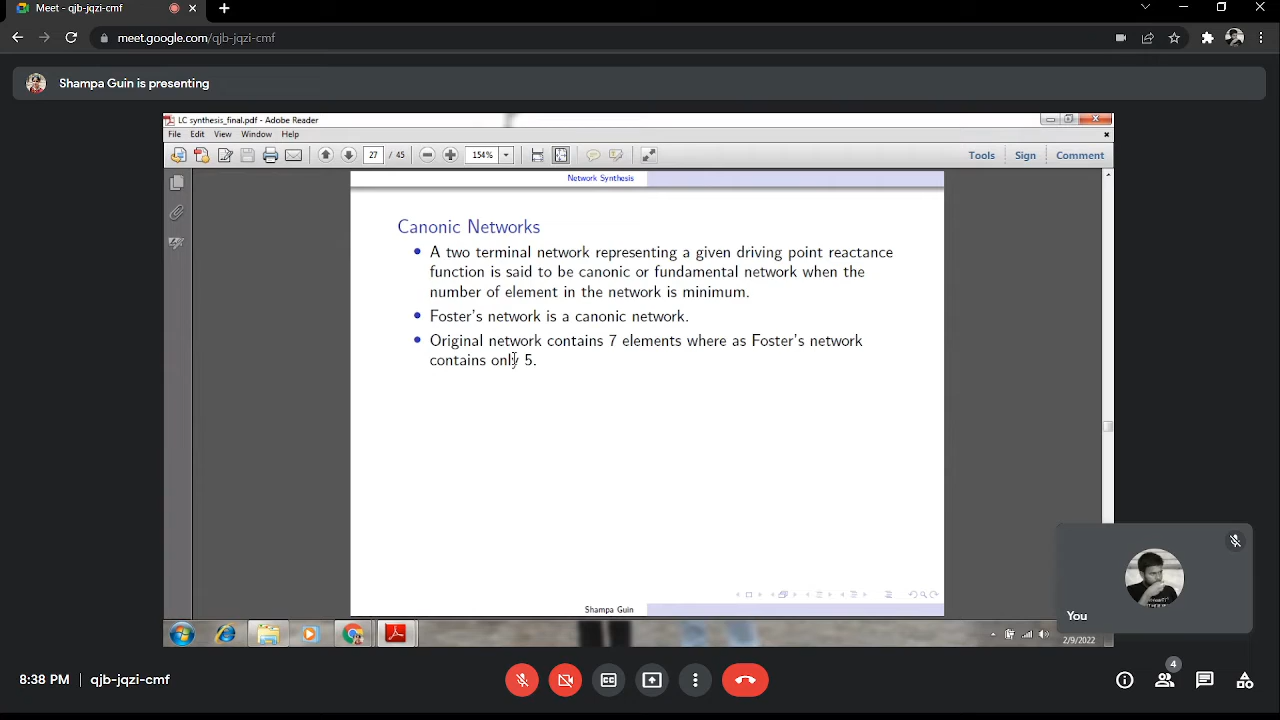 Meet - qjb-jqzi-cmf
meet.google.com/qjb-jqzi-cmf
Shampa Guin is presenting
LC synthesis_final.pdf - Adobe Reader
File Edit View Window Help
27 / 45 154% Tools Sign Comment
Network Synthesis
Canonic Networks
A two terminal network representing a given driving point reactance
function is said to be canonic or fundamental network when the
number of element in the network is minimum.
Foster's network is a canonic network.
Original network contains 7 elements where as Foster's network
contains only 5.
Shampa Guin
You
2/9/2022
8:38 PM | qjb-jqzi-cmf
4